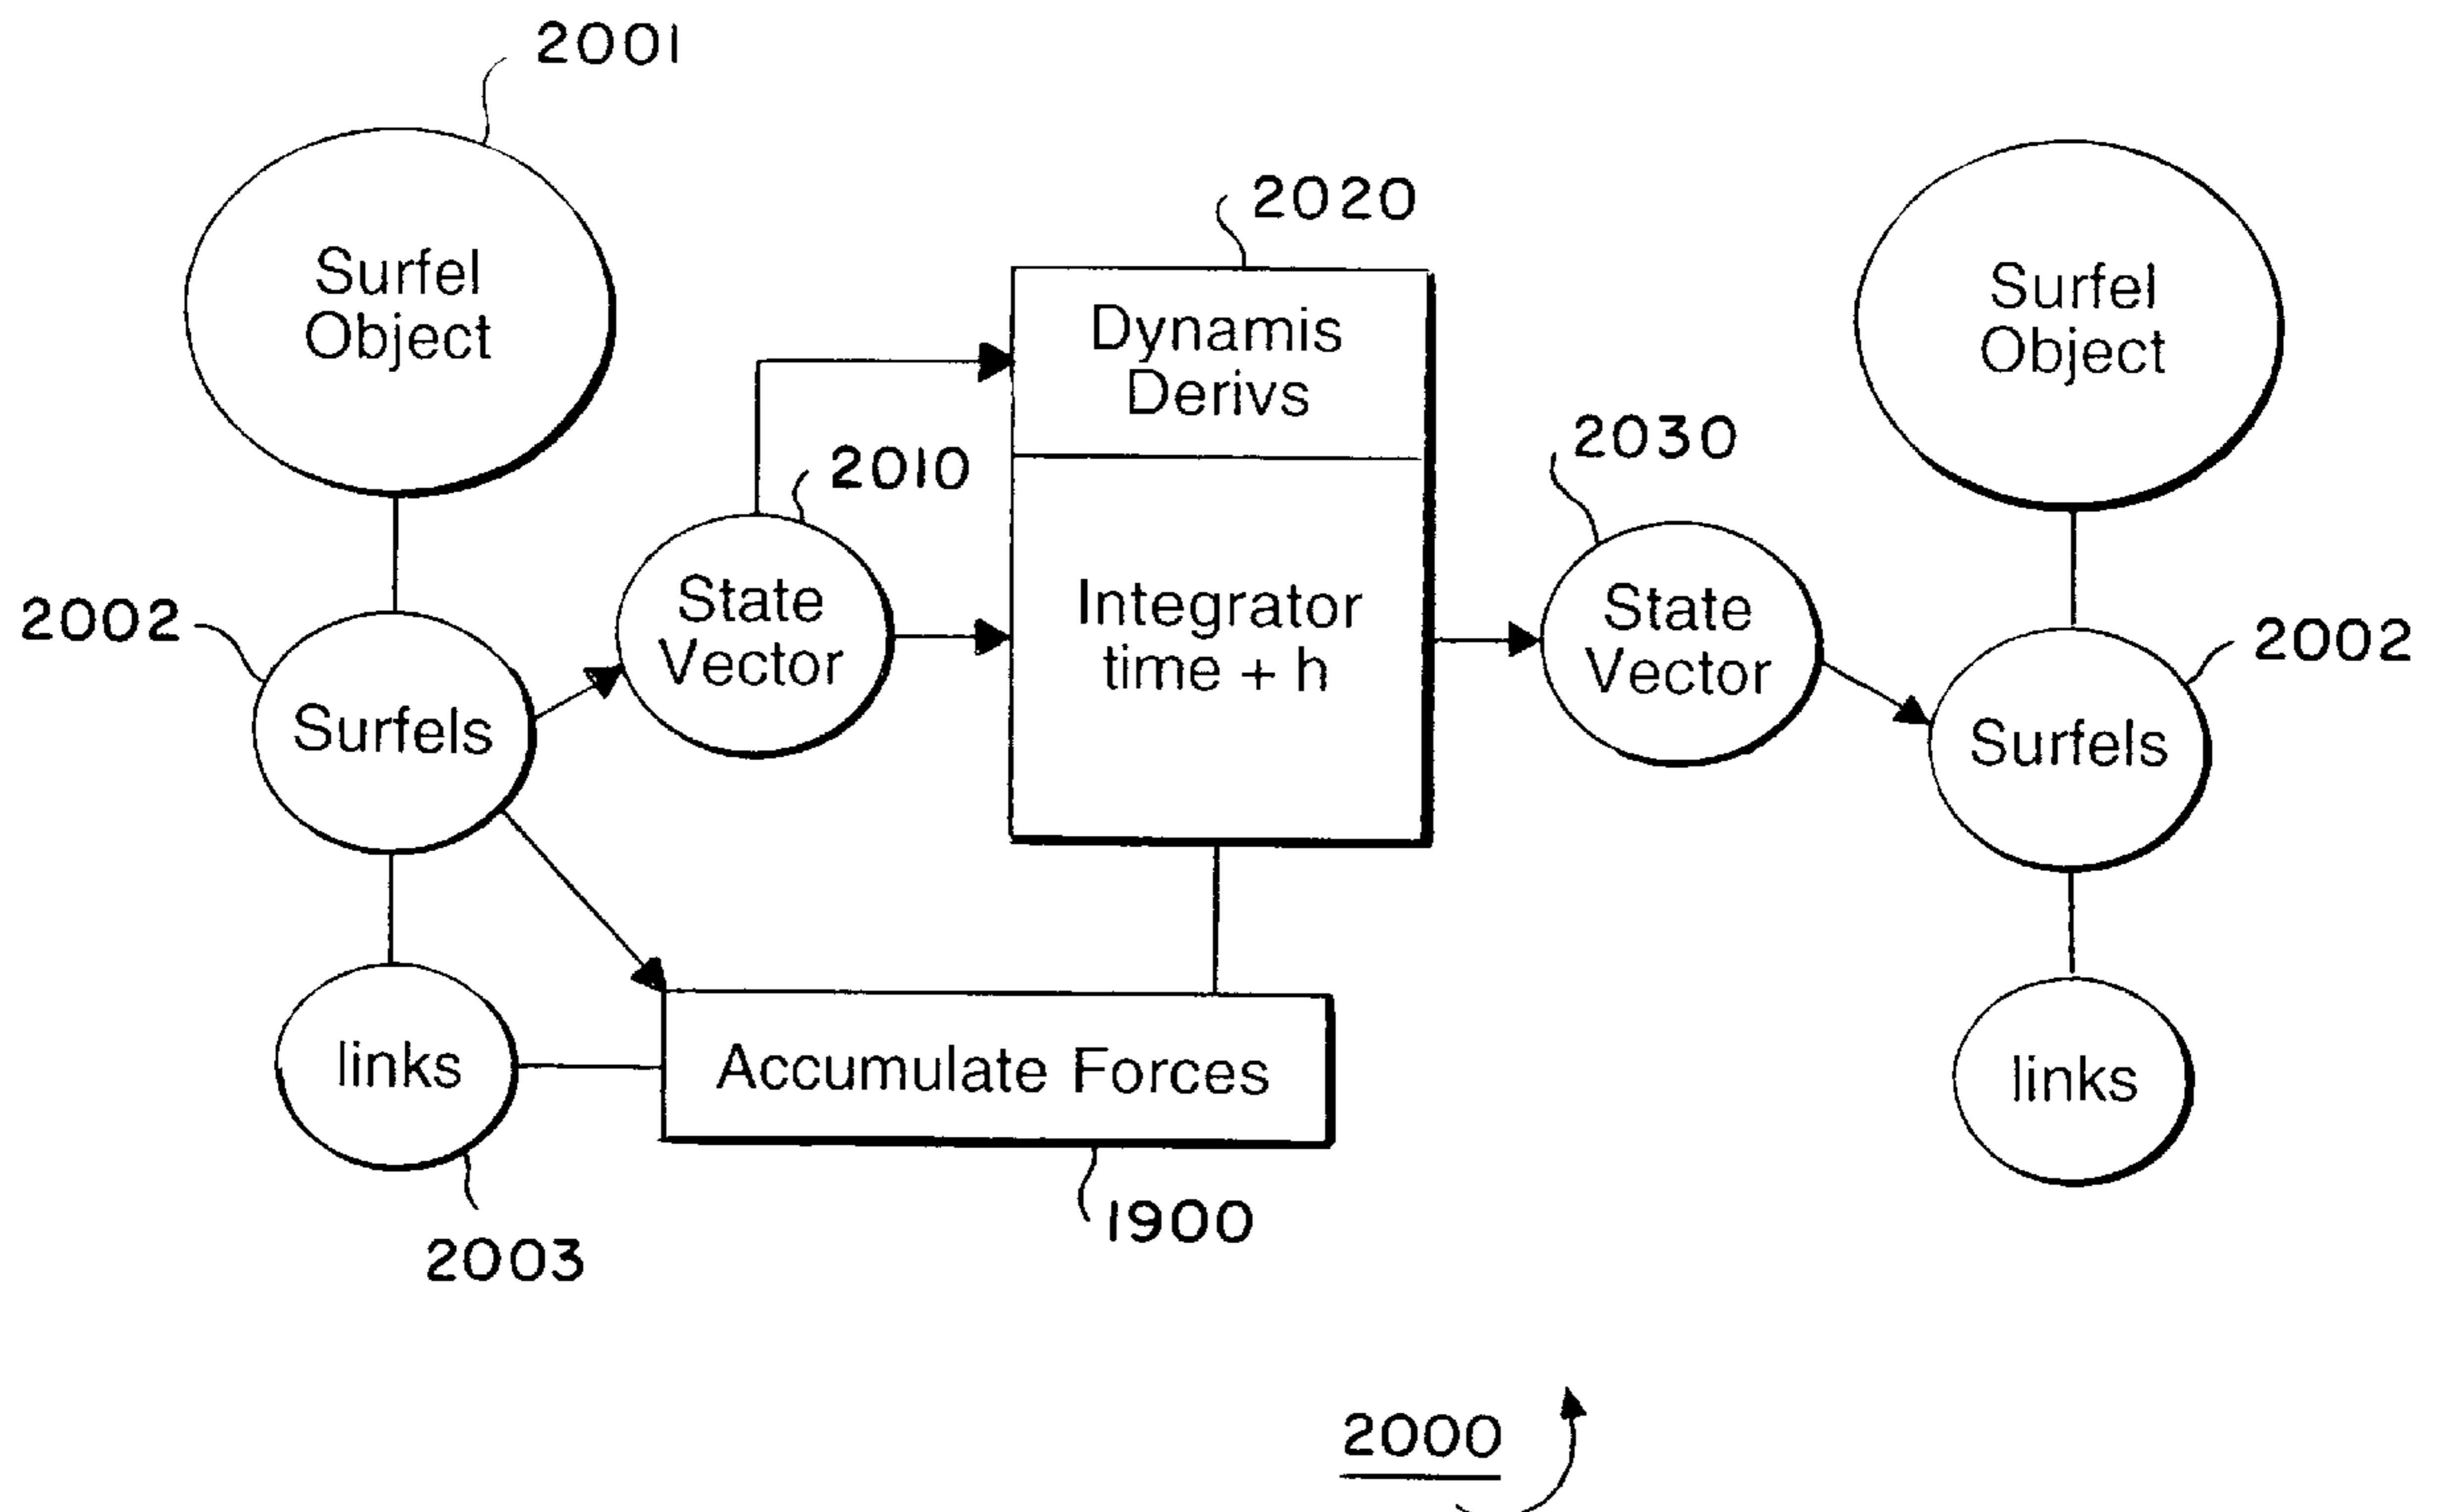 2001
Surfel
Object
2002
Surfels
links
2003
2010
State
Vector
2020
Dynamis
Derivs
Integrator
time + h
Accumulate Forces
1900
2030
State
Vector
Surfel
Object
2002
Surfels
links
2000